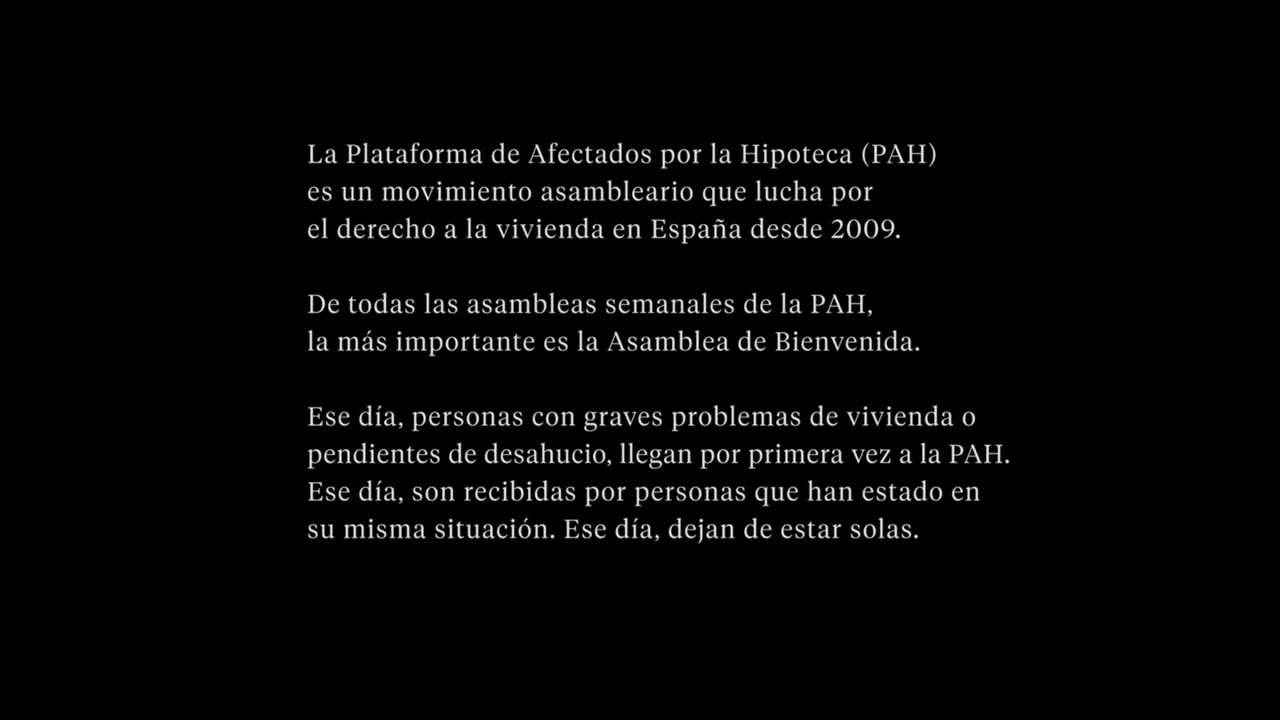 La Plataforma de Afectados por la Hipoteca (PAH)
es un movimiento asambleario que lucha por
el derecho a la vivienda en España desde 2009.
De todas las asambleas semanales de la PAH,
la más importante es la Asamblea de Bienvenida.
Ese día, personas con graves problemas de vivienda o
pendientes de desahucio, llegan por primera vez a la PAH.
Ese día, son recibidas por personas que han estado en
su misma situación. Ese día, dejan de estar solas.